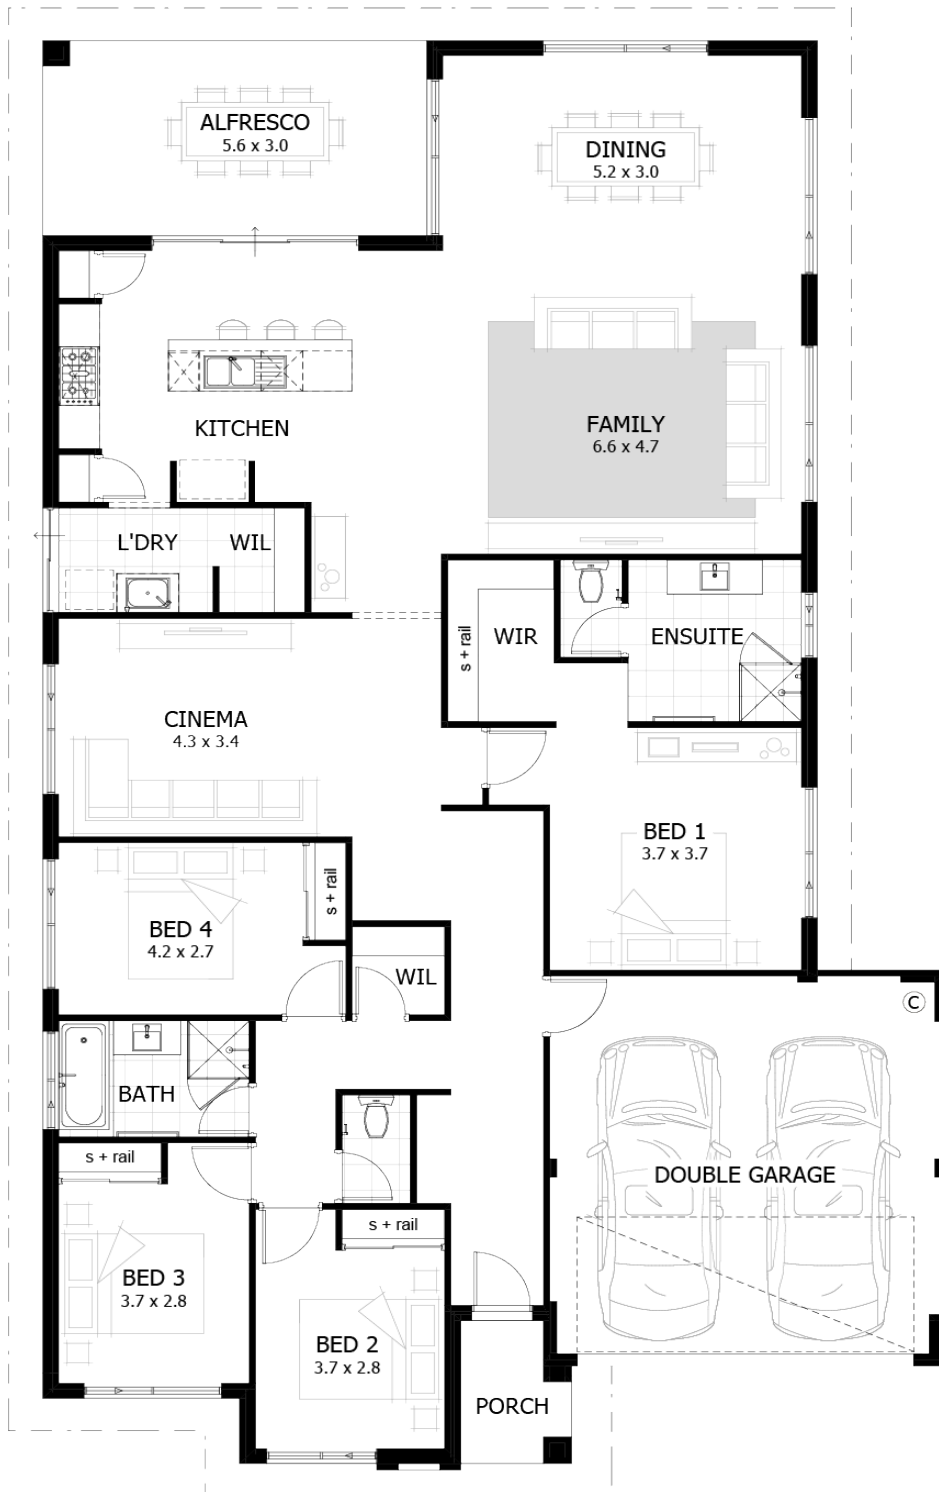 ALFRESCO
5.6 x 3.0
DINING
5.2 x 3.0
KITCHEN
FAMILY
6.6 x 4.7
L'DRY
WIL
s + rail
WIR
ENSUITE
CINEMA
4.3 x 3.4
BED 1
3.7 x 3.7
s + rail
BED 4
4.2 x 2.7
WIL
C
BATH
s + rail
DOUBLE GARAGE
s + rail
BED 3
3.7 x 2.8
BED 2
3.7 x 2.8
PORCH